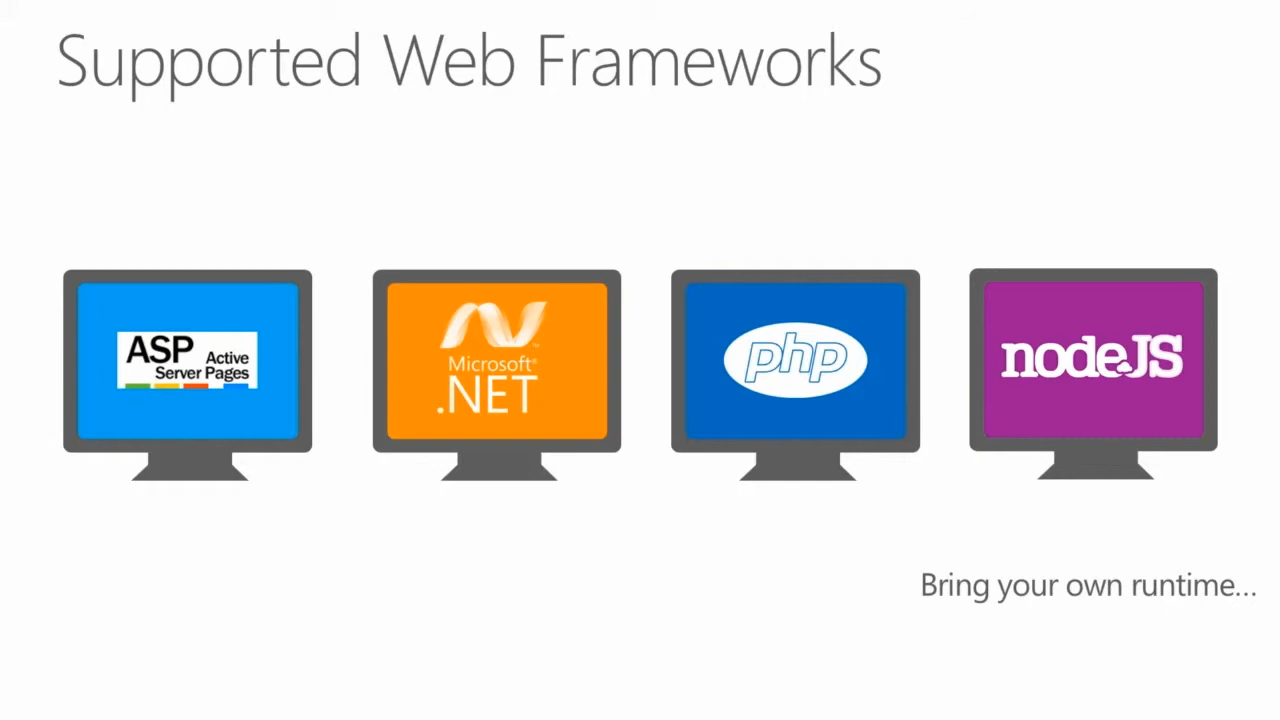 Supported Web Frameworks
ASP Active
Server Pages
Microsoft®
.NET
php
nodeJS
Bring your own runtime...